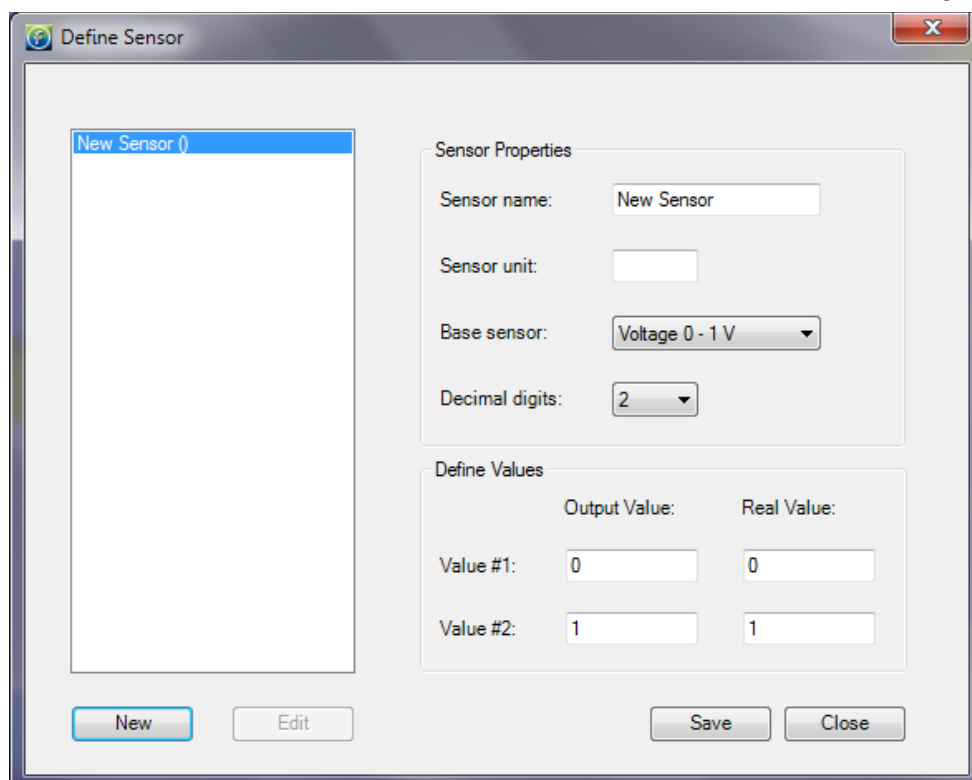 Define Sensor
New Sensor ()
Sensor Properties
Sensor name: New Sensor
Sensor unit:
Base sensor: Voltage 0 - 1 V
Decimal digits: 2
Define Values
Output Value: Real Value:
Value #1: 0 0
Value #2: 1 1
New Edit Save Close